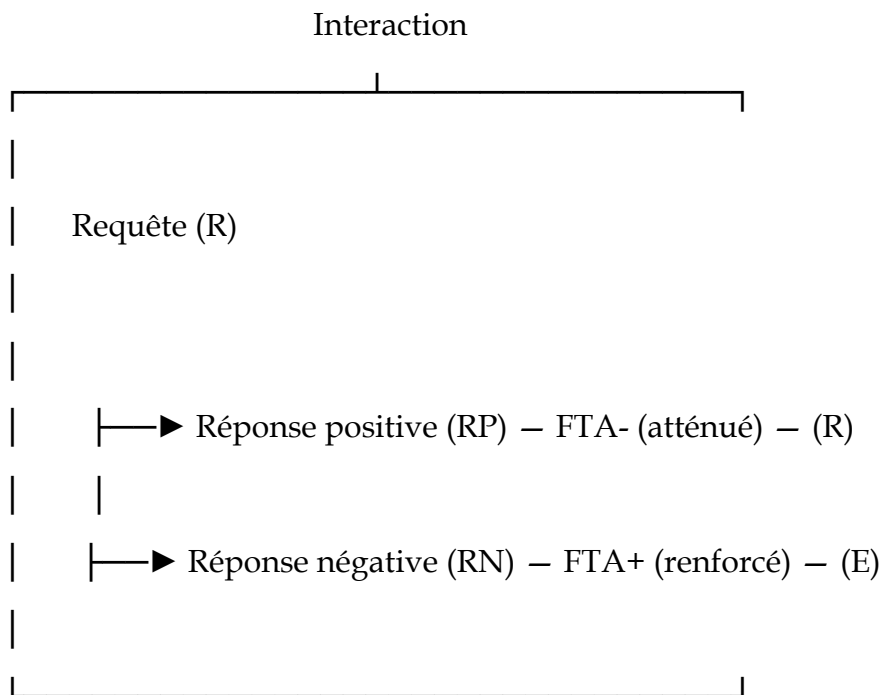 Interaction
Requête (R)
Réponse positive (RP) – FTA- (atténué) – (R)
Réponse négative (RN) – FTA+ (renforcé) – (E)